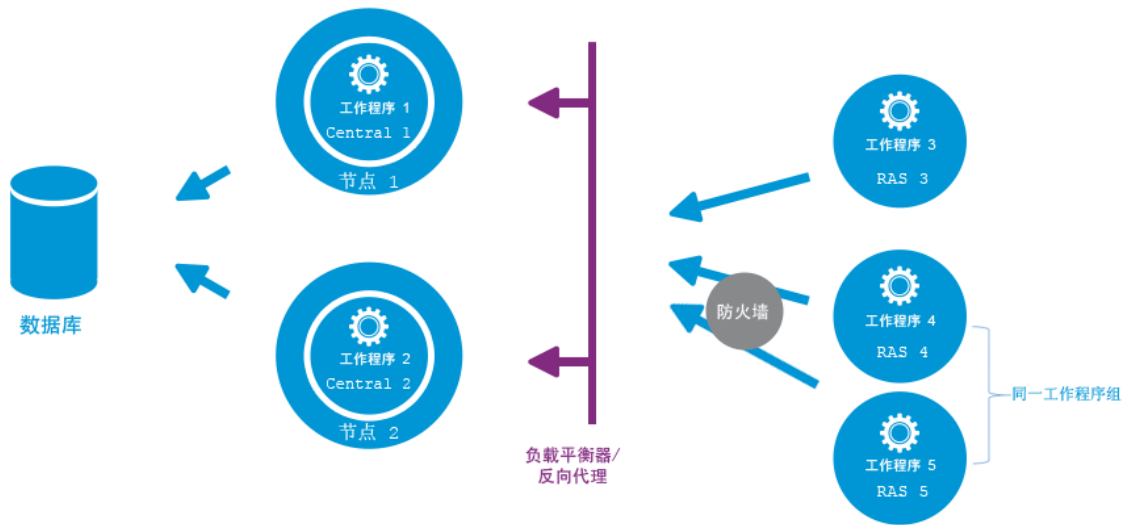 工作程序 1
Central 1
节点 1
工作程序 3
RAS 3
数据库
防火墙
工作程序 4
RAS 4
工作程序 2
Central 2
节点 2
同一工作程序组
负载平衡器/
反向代理
工作程序 5
RAS 5